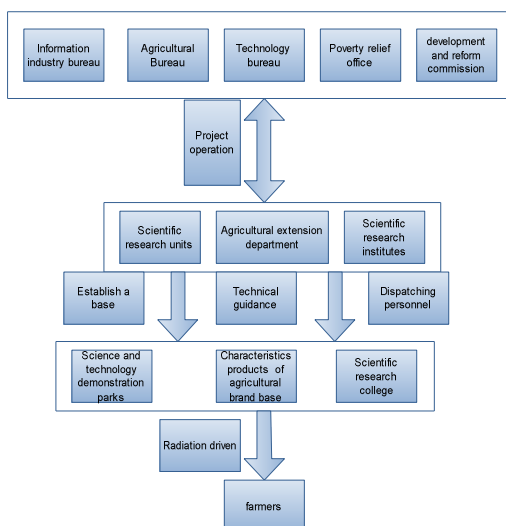 Information
industry bureau
Agricultural
Bureau
Technology
bureau
Poverty relief
office
development
and reform
commission
Project
operation
Scientific
research units
Agricultural extension
department
Scientific
research
institutes
Establish a
base
Technical
guidance
Dispatching
personnel
Science and
technology
demonstration
parks
Characteristics
products of
agricultural
brand base
Scientific
research
college
Radiation driven
farmers